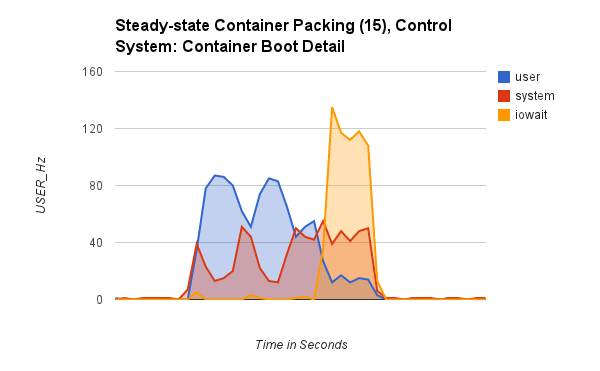 Steady-state Container Packing (15), Control
System: Container Boot Detail
160
120
80
40
0
USER_Hz
Time in Seconds
user
system
iowait